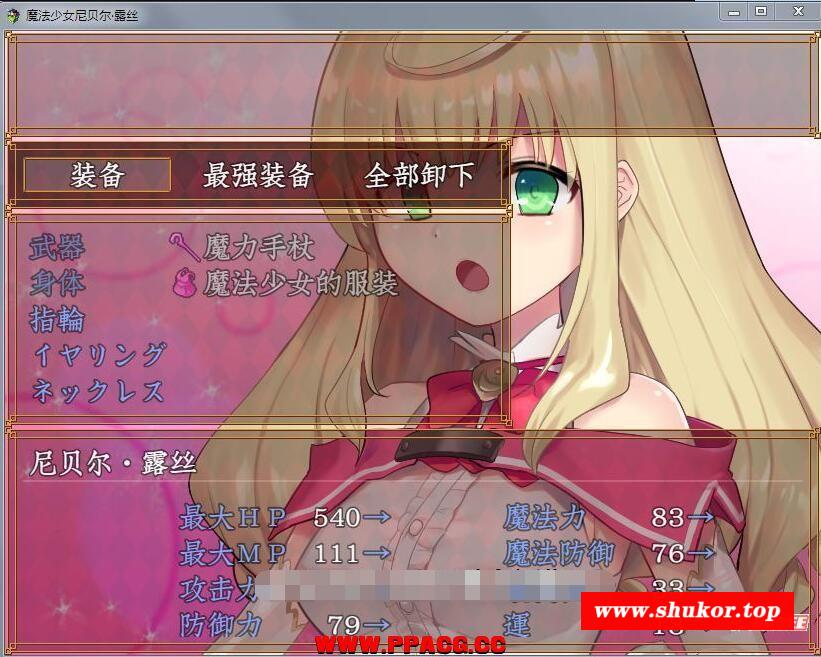 魔法少女尼贝尔·露丝
装备 最强装备 全部卸下
武器 魔力手杖
身体 魔法少女的服装
指輪
イヤリング
ネックレス
尼贝尔·露丝
最大HP 540→ 魔法力 83→
最大MP 111→ 魔法防御 76→
攻击力 33→
防御力 79→ 運
www.shukor.top
WWW.PPACG.CC